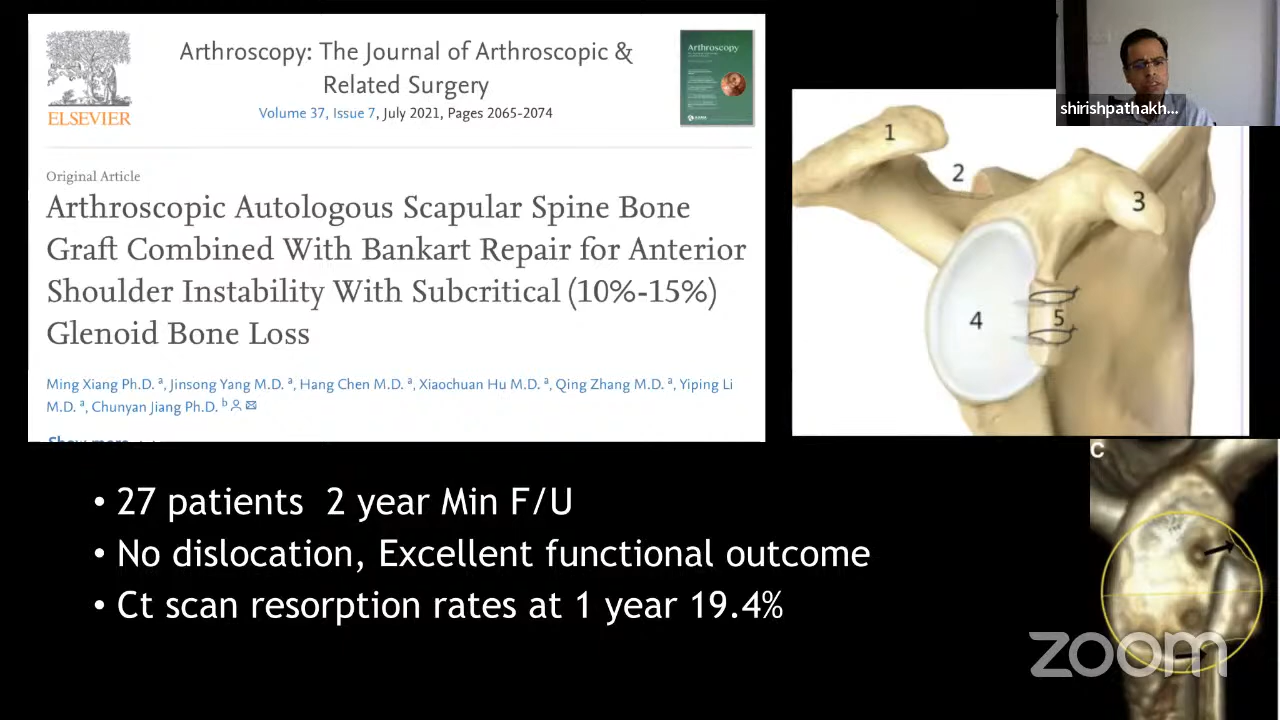 Arthroscopy: The Journal of Arthroscopic &
Related Surgery
Volume 37, Issue 7, July 2021, Pages 2065-2074
ELSEVIER
Arthroscopy
Original Article
Arthroscopic Autologous Scapular Spine Bone
Graft Combined With Bankart Repair for Anterior
Shoulder Instability With Subcritical (10%-15%)
Glenoid Bone Loss
Ming Xiang Ph.D. a, Jinsong Yang M.D. a, Hang Chen M.D. a, Xiaochuan Hu M.D. a, Qing Zhang M.D. a, Yiping Li
M.D. a, Chunyan Jiang Ph.D. b
Show more
shirishpathakh...
1
2
3
4
5
C
• 27 patients 2 year Min F/U
• No dislocation, Excellent functional outcome
• Ct scan resorption rates at 1 year 19.4%
zoom